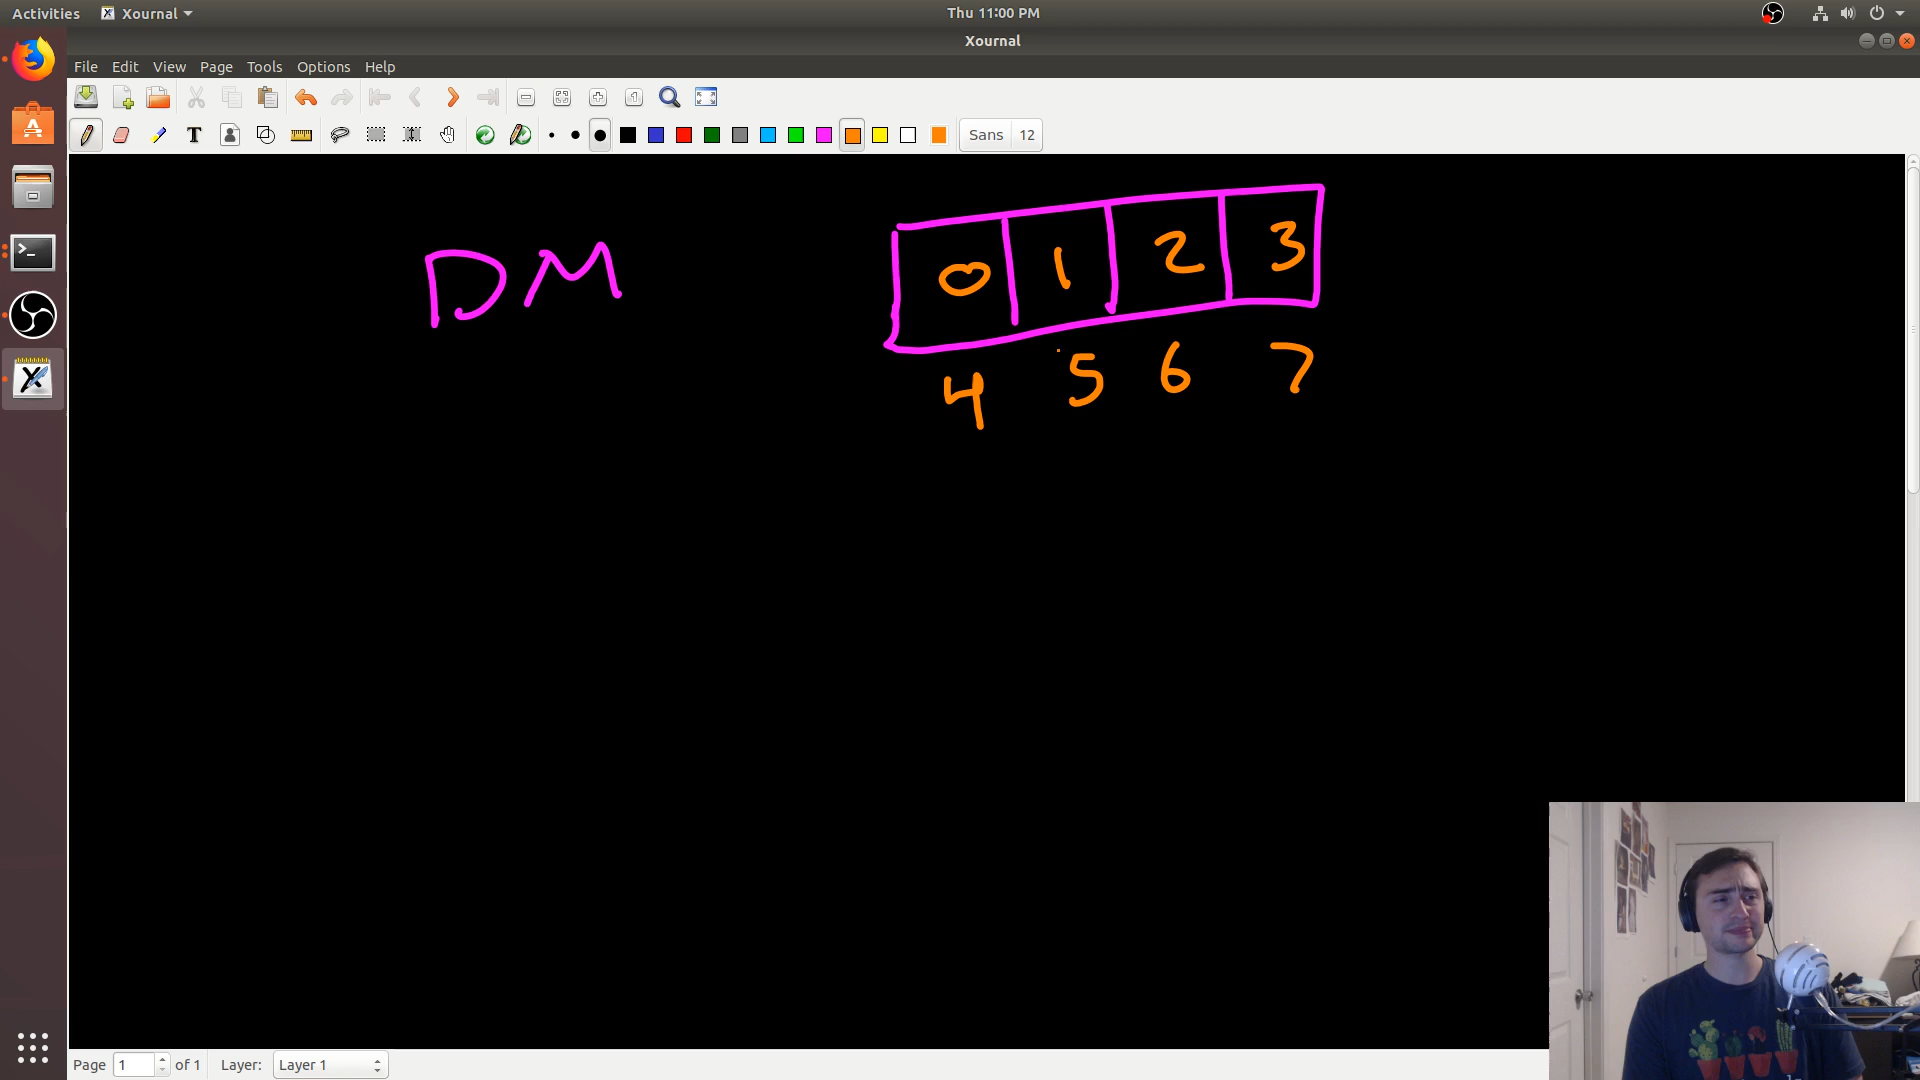 Activities Xournal Thu 11:00 PM
Xournal
File Edit View Page Tools Options Help
T Sans 12
DM 0 1 2 3
4 5 6 7
Page 1 of 1 Layer: Layer 1